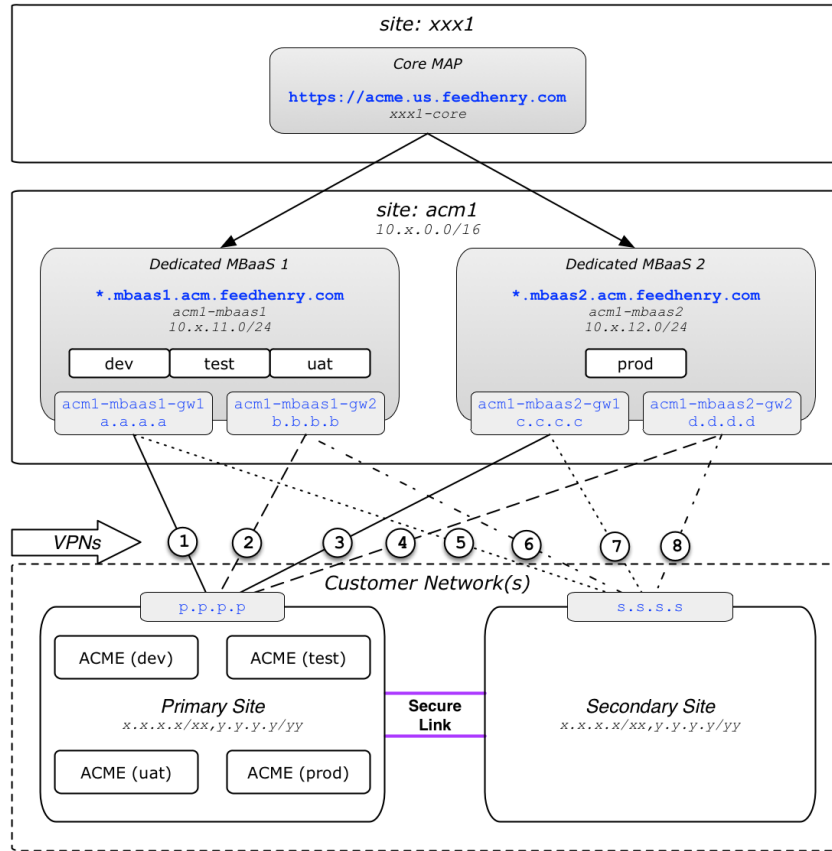 site: xxx1
Core MAP
https://acme.us.feedhenry.com
xxx1-core
site: acm1
10.x.0.0/16
Dedicated MBaaS 1
*.mbaas1.acm.feedhenry.com
acm1-mbaas1
10.x.11.0/24
dev
test
uat
acm1-mbaas1-gw1
a.a.a.a
acm1-mbaas1-gw2
b.b.b.b
Dedicated MBaaS 2
*.mbaas2.acm.feedhenry.com
acm1-mbaas2
10.x.12.0/24
prod
acm1-mbaas2-gw1
c.c.c.c
acm1-mbaas2-gw2
d.d.d.d
VPNs
1
2
3
4
5
6
7
8
Customer Network(s)
p.p.p.p
s.s.s.s
ACME (dev)
ACME (test)
Primary Site
x.x.x.x/xx,y.y.y.y/yy
ACME (uat)
ACME (prod)
Secure
Link
Secondary Site
x.x.x.x/xx,y.y.y.y/yy